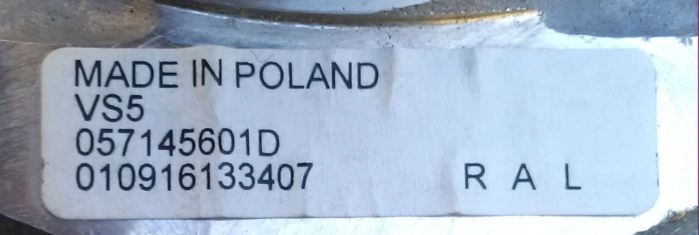 MADE IN POLAND
VS5
057145601D
010916133407 R A L